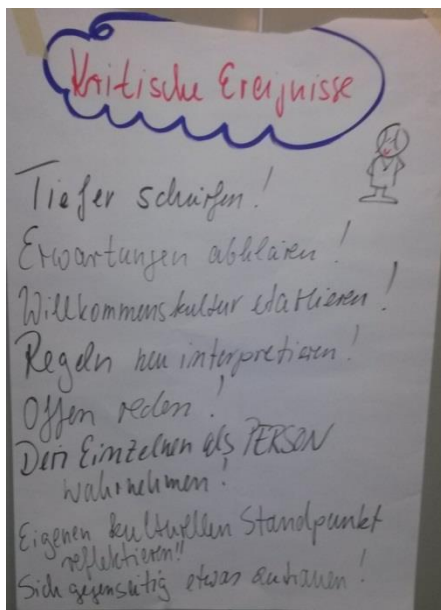 Kritische Ereignisse
Tiefer schürfen!
Erwartungen abklären!
Willkommenskultur etablieren!
Regeln neu interpretieren!
Offen reden!
Den Einzelnen als PERSON
wahrnehmen!
Eigenen kulturellen Standpunkt
reflektieren!!
Sich gegenseitig etwas zutrauen!